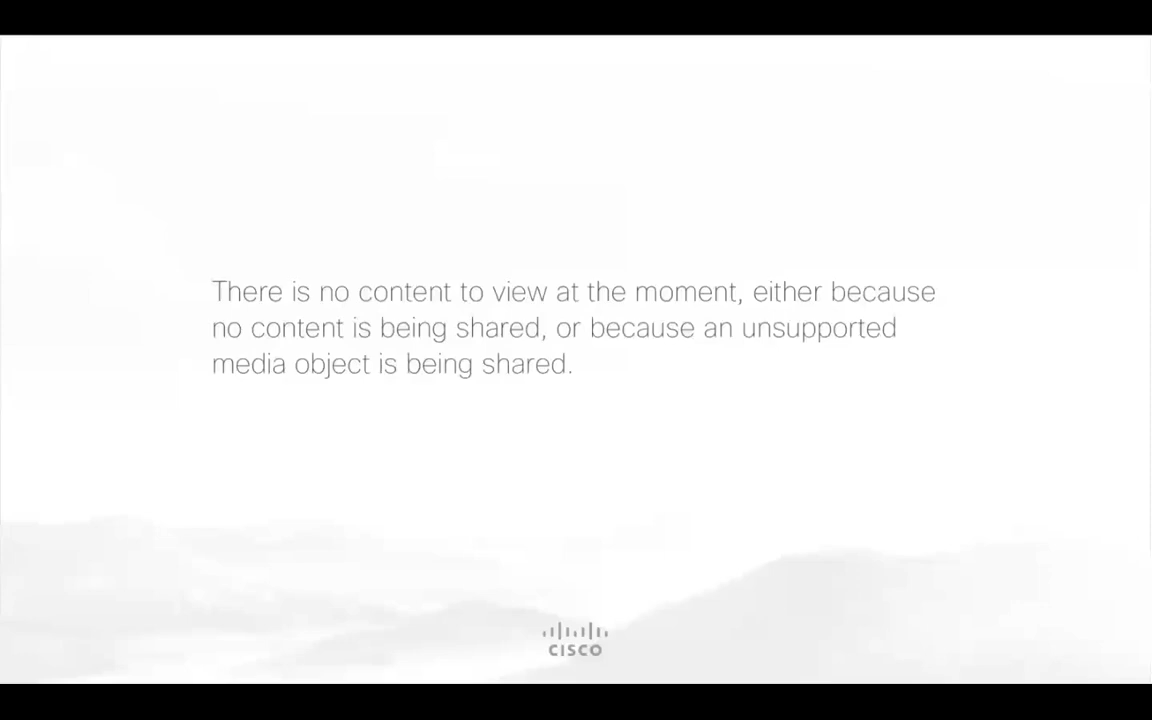 There is no content to view at the moment, either because
no content is being shared, or because an unsupported
media object is being shared.
CISCO